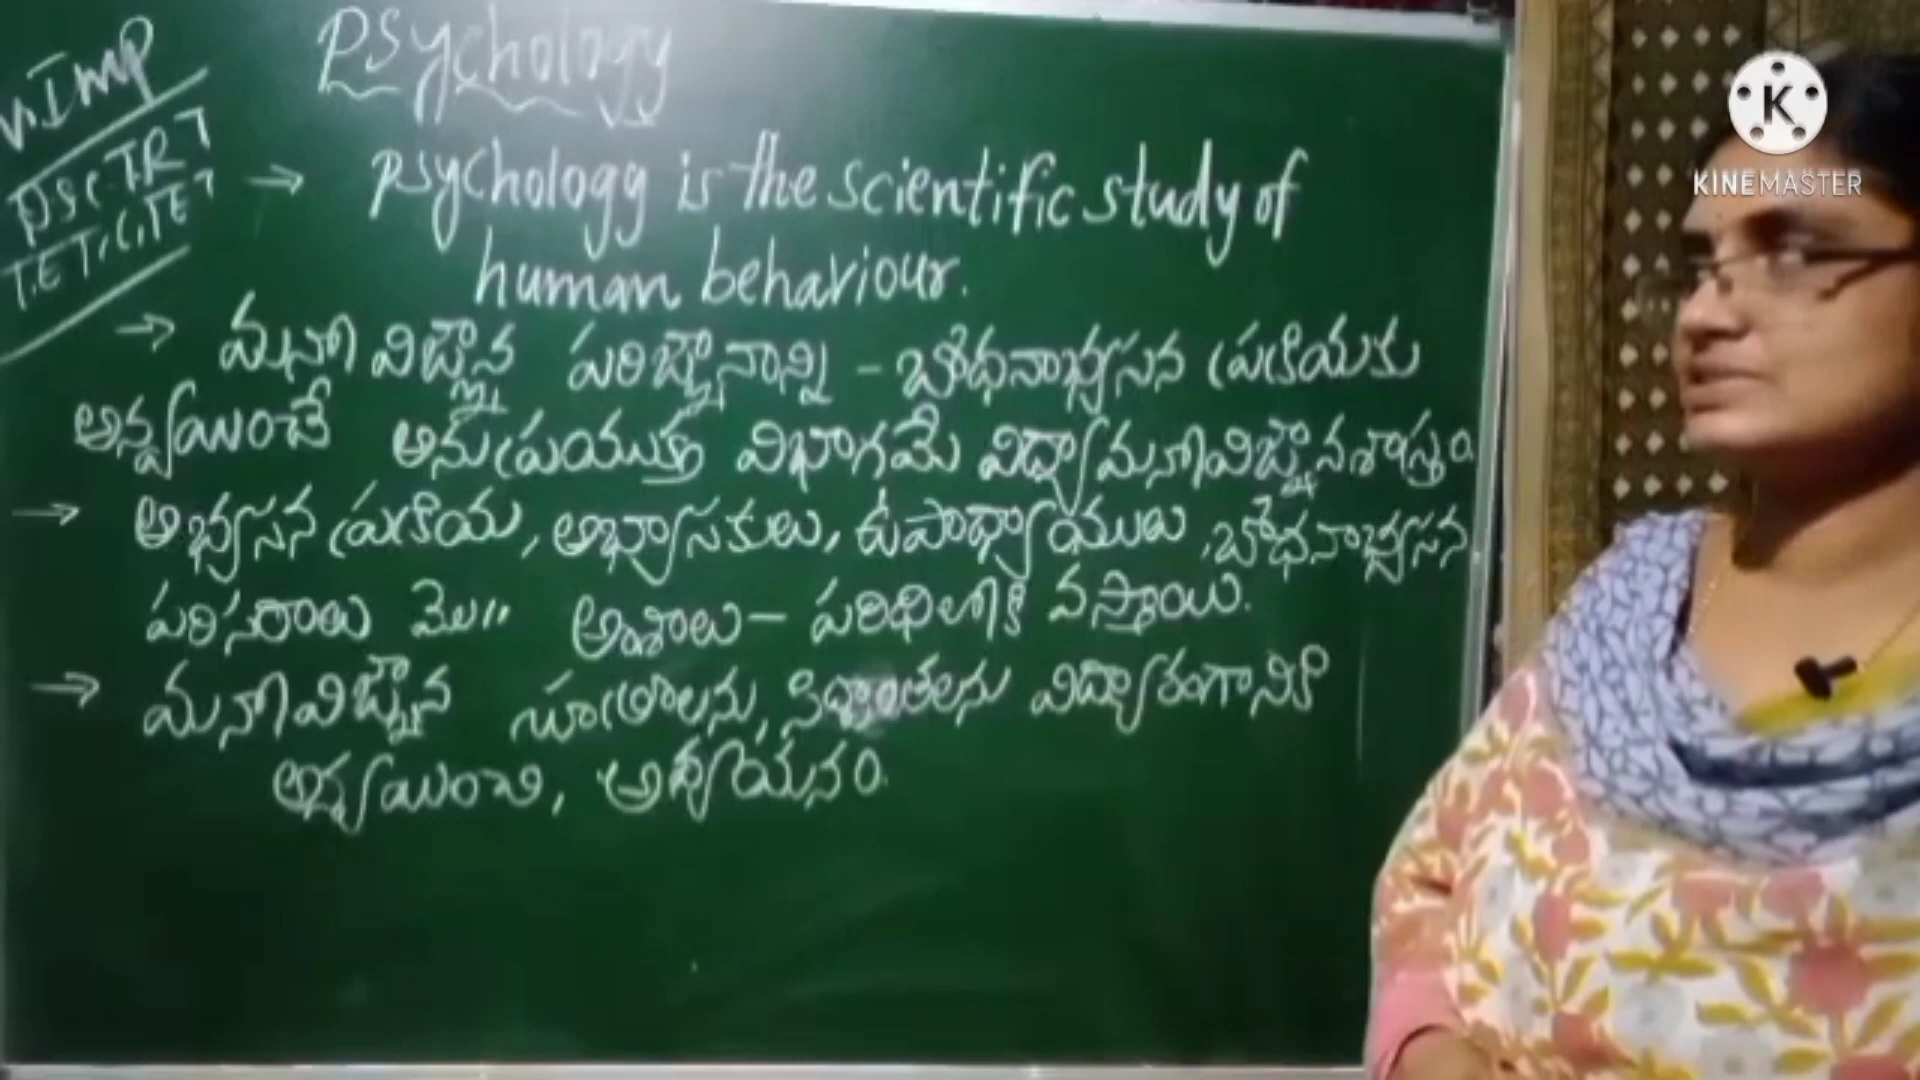 Psychology
v.Imp
DSC, TRT
TET, CTET
→ Psychology is the scientific study of
human behaviour.
→ మనో విజ్ఞాన పరిజ్ఞానాన్ని - బోధనాభ్యసన ప్రక్రియకు
అన్వయించే అనుప్రయుక్త విభాగమే విద్యామనోవిజ్ఞానశాస్త్రం
→ అభ్యసన ప్రక్రియ, అభ్యాసకులు, ఉపాధ్యాయులు, బోధనాభ్యసన
పరిసరాలు మొ|| అంశాలు - పరిధిలోకి వస్తాయి.
→ మనోవిజ్ఞాన సూత్రాలను, సిద్ధాంతలను విద్యారంగానికి
అన్వయించి, అధ్యయనం.
K
KINEMASTER